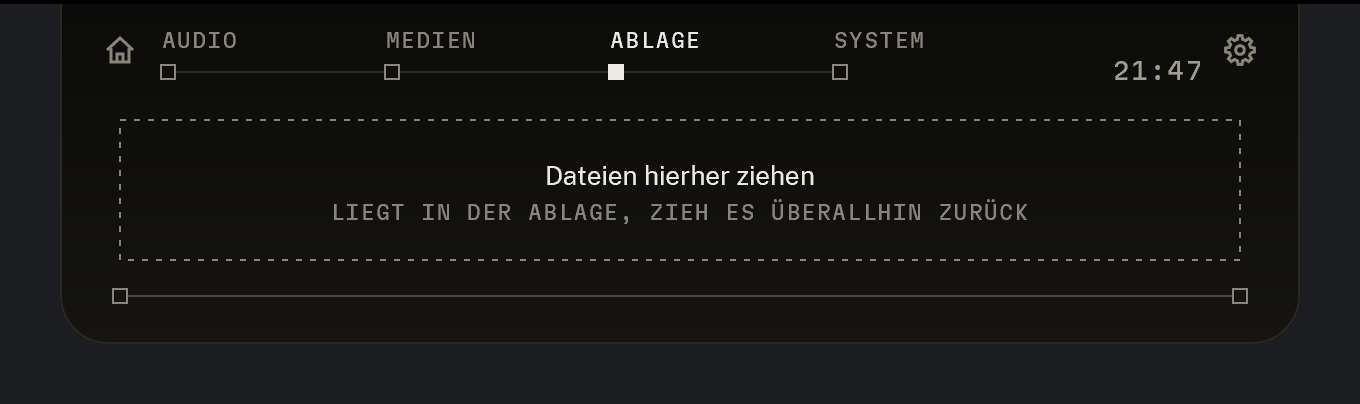 AUDIO
MEDIEN
ABLAGE
SYSTEM
21:47
Dateien hierher ziehen
LIEGT IN DER ABLAGE, ZIEH ES ÜBERALLHIN ZURÜCK